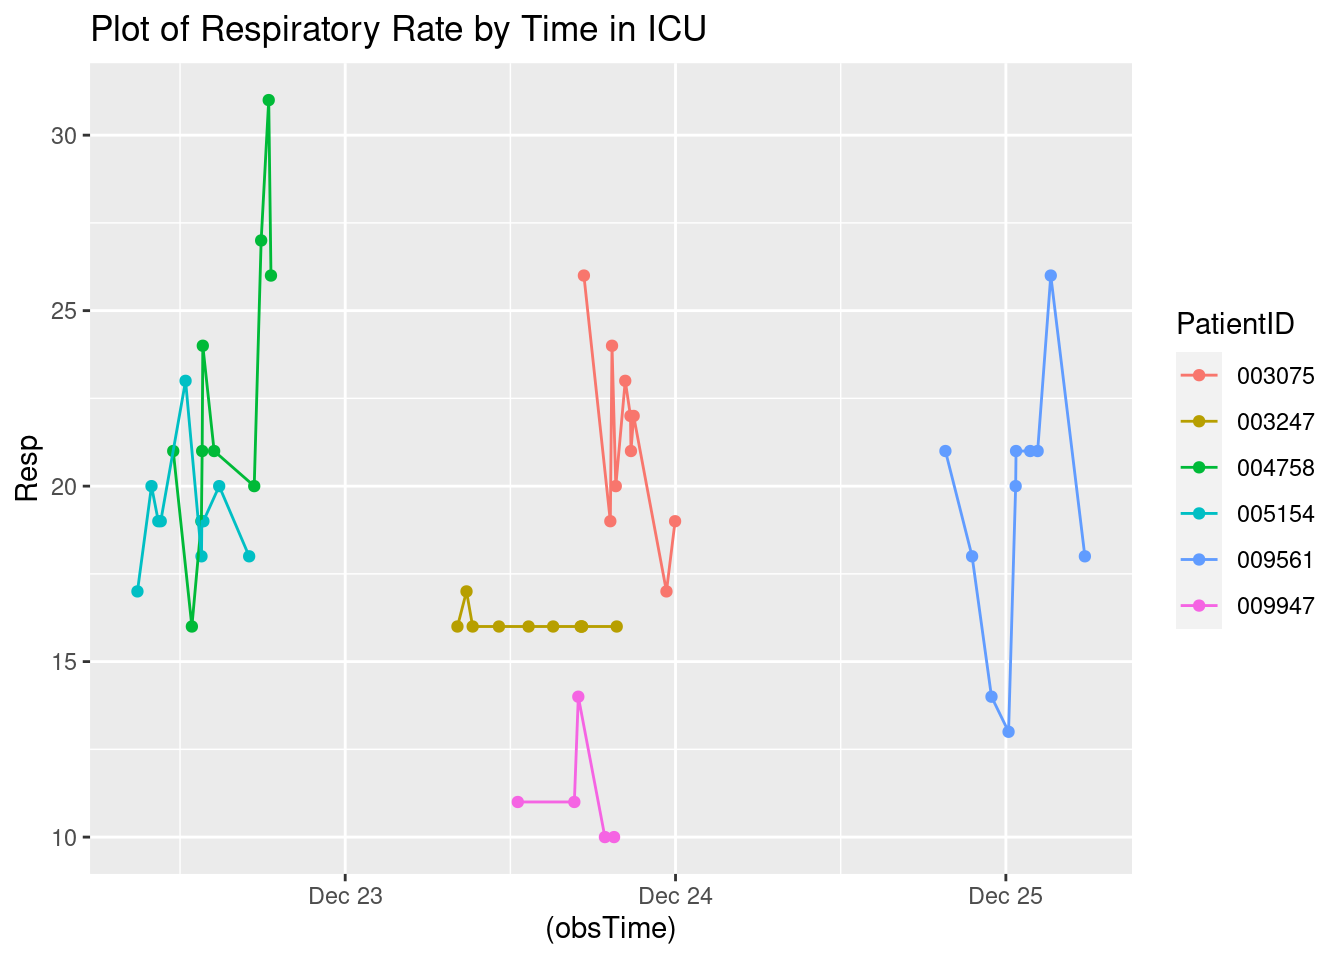 Plot of Respiratory Rate by Time in ICU
30
25
20
15
10
Resp
Dec 23
Dec 24
Dec 25
(obsTime)
PatientID
003075
003247
004758
005154
009561
009947